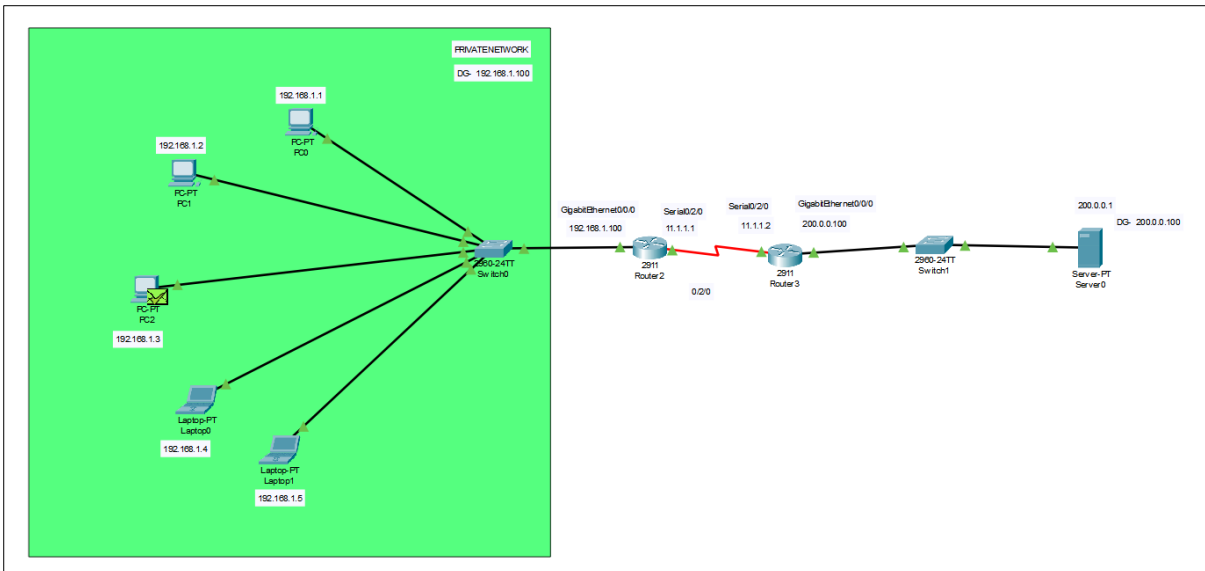 PRIVATENETWORK
DG- 192.168.1.100
192.168.1.1
PC-PT
PC0
192.168.1.2
PC-PT
PC1
PC-PT
PC2
192.168.1.3
Laptop-PT
Laptop0
192.168.1.4
Laptop-PT
Laptop1
192.168.1.5
2960-24TT
Switch0
GigabitEthernet0/0/0
192.168.1.100
Serial0/2/0
11.1.1.1
2911
Router2
0/2/0
Serial0/2/0
11.1.1.2
GigabitEthernet0/0/0
200.0.0.100
2911
Router3
2960-24TT
Switch1
200.0.0.1
DG- 200.0.0.100
Server-PT
Server0